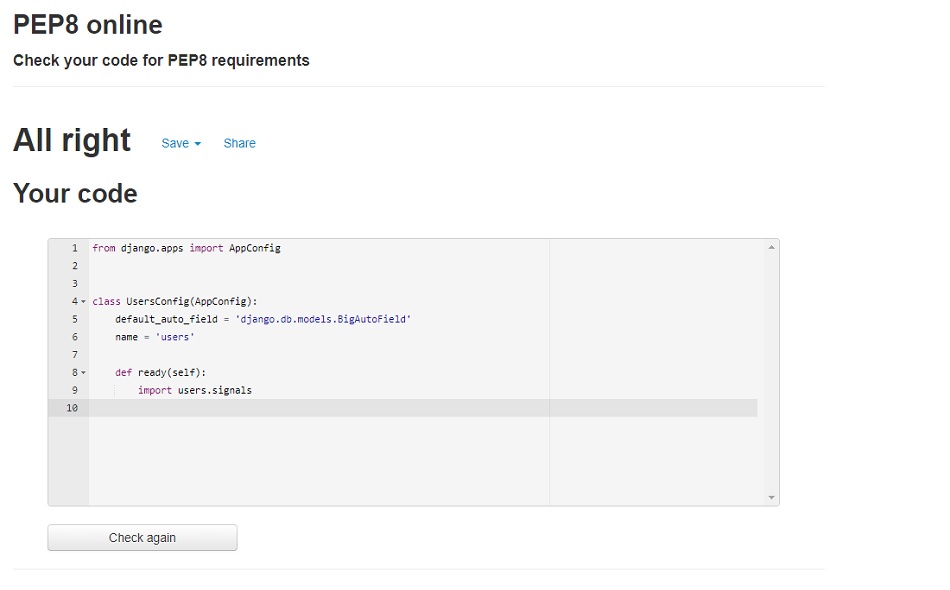 PEP8 online
Check your code for PEP8 requirements
All right Save Share
Your code
1 from django.apps import AppConfig
2
3
4 class UsersConfig(AppConfig):
5     default_auto_field = 'django.db.models.BigAutoField'
6     name = 'users'
7
8     def ready(self):
9         import users.signals
10
Check again